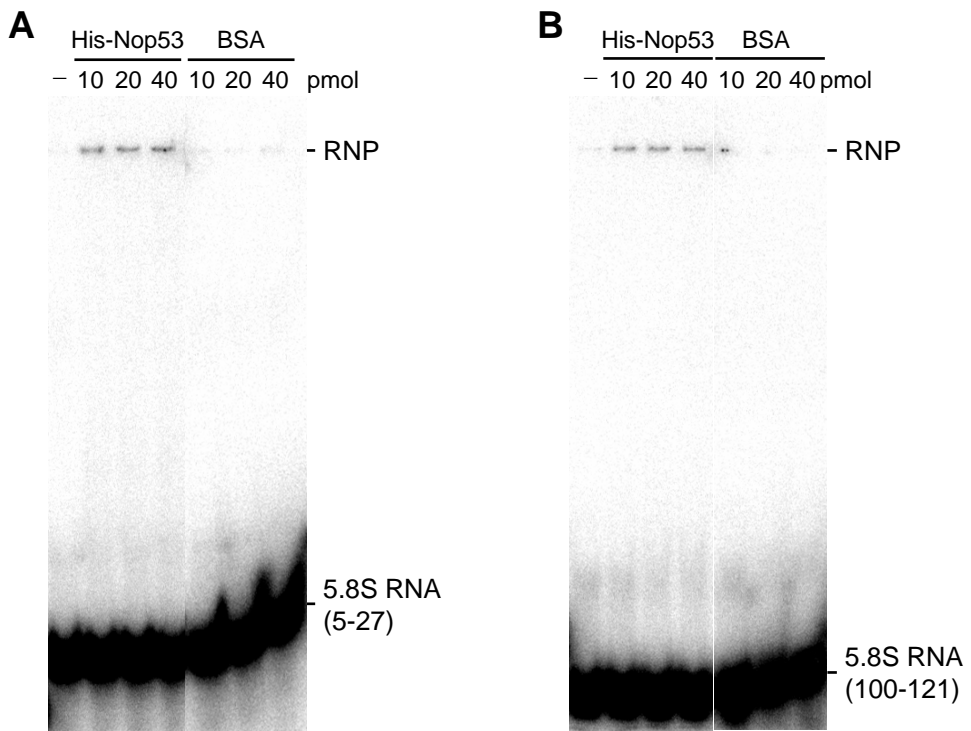 A
His-Nop53 BSA
– 10 20 40 10 20 40 pmol
- RNP
5.8S RNA
(5-27)
B
His-Nop53 BSA
– 10 20 40 10 20 40 pmol
- RNP
5.8S RNA
(100-121)